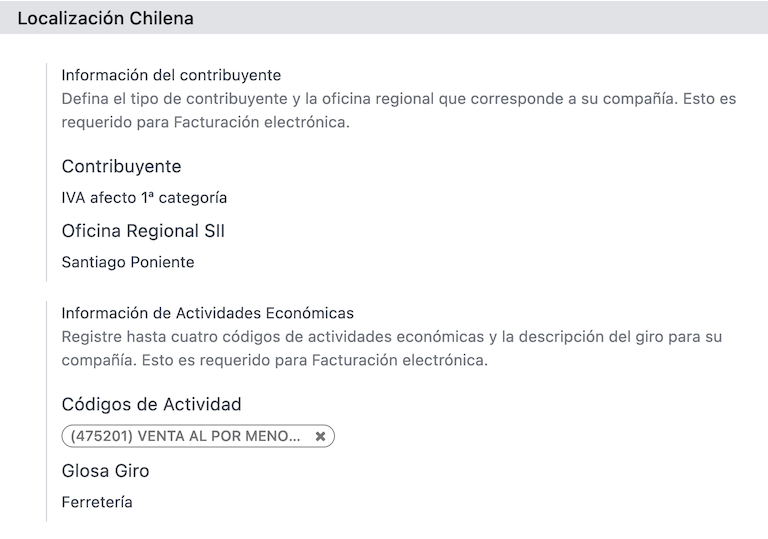 Localización Chilena
Información del contribuyente
Defina el tipo de contribuyente y la oficina regional que corresponde a su compañía. Esto es
requerido para Facturación electrónica.
Contribuyente
IVA afecto 1ª categoría
Oficina Regional SII
Santiago Poniente
Información de Actividades Económicas
Registre hasta cuatro códigos de actividades económicas y la descripción del giro para su
compañía. Esto es requerido para Facturación electrónica.
Códigos de Actividad
(475201) VENTA AL POR MENO... ✖
Glosa Giro
Ferretería